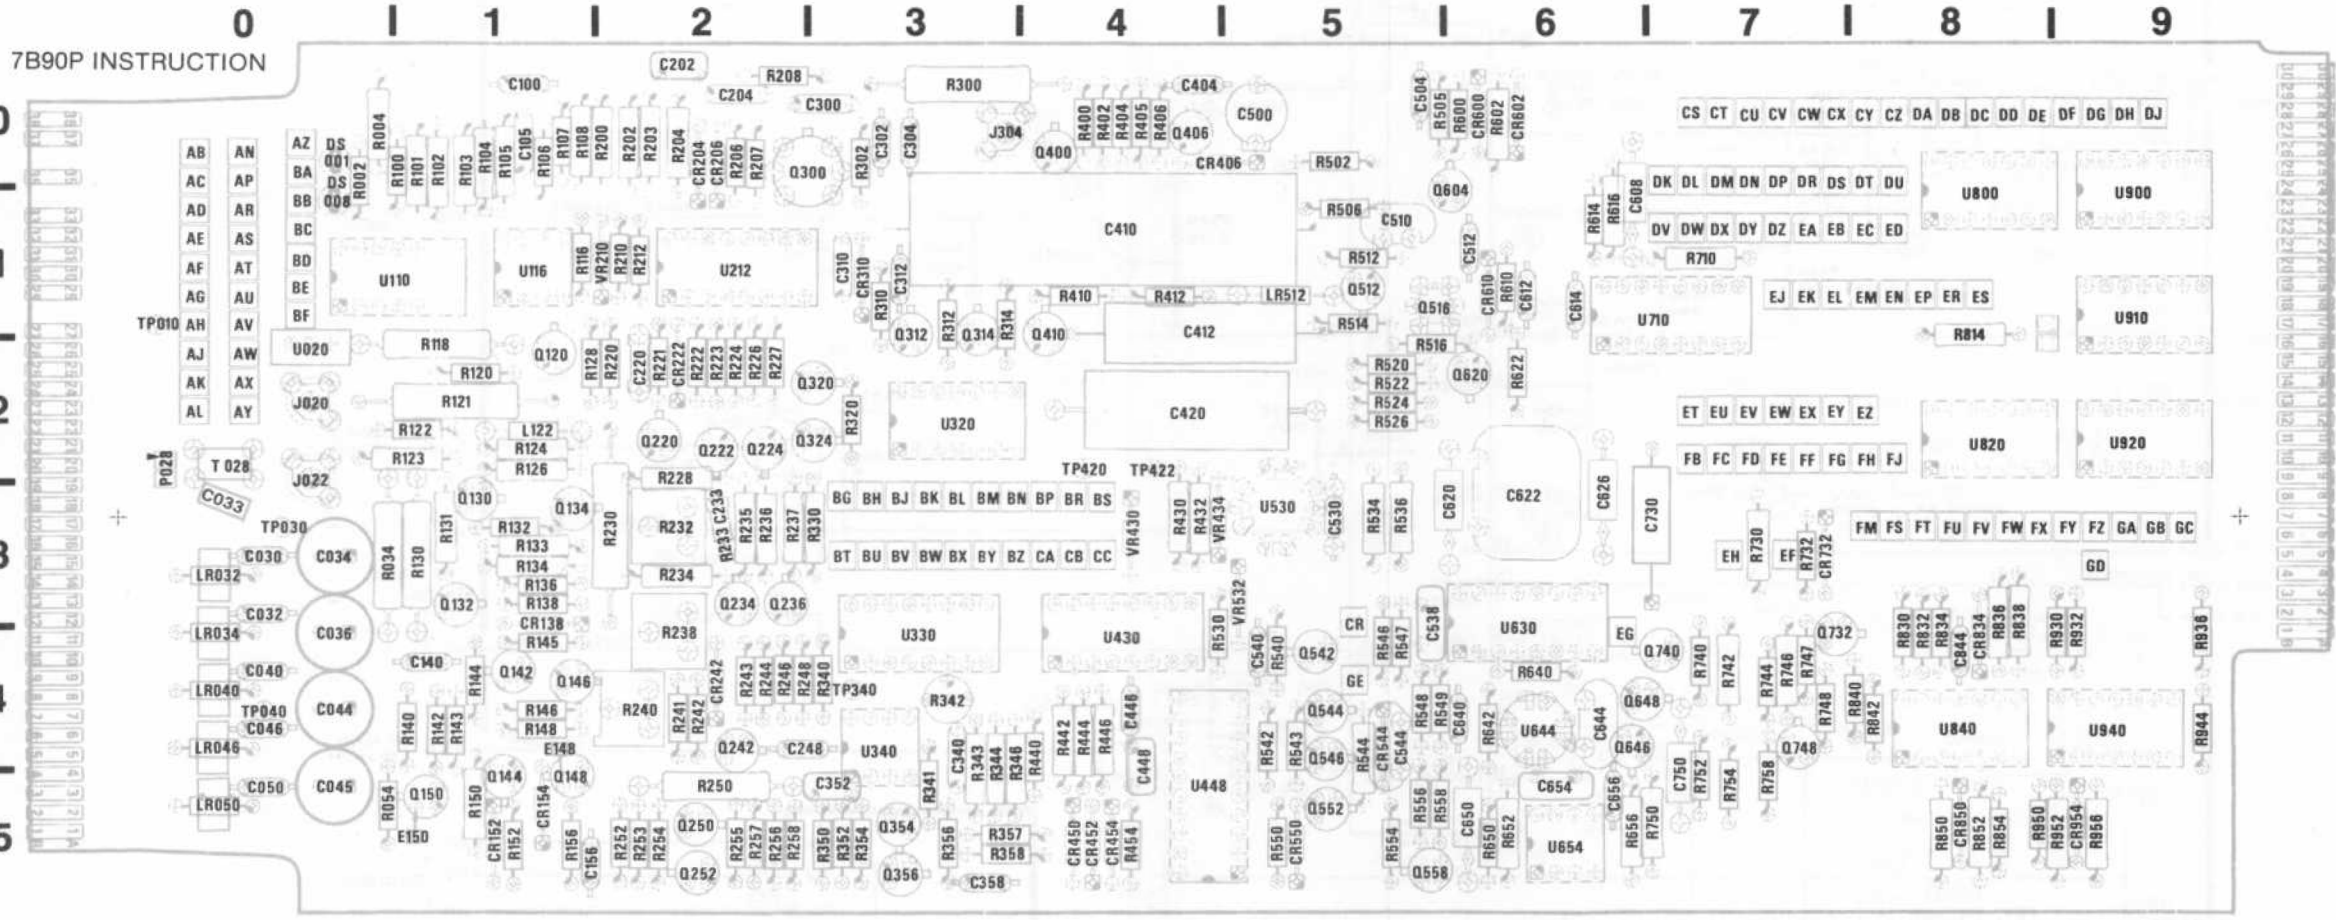 0 1 2 3 4 5 6 7 8 9
7B90P INSTRUCTION
C202 R208 C204 C300 C100 R300 C404 C500
R004 R107 R108 R200 R202 R203 R204 C302 C304 J304 R400 R402 R404 R405 R406 Q406 C504 R505 R600 CR600 R602 CR602
0
CS CT CU CV CW CX CY CZ DA DB DC DD DE DF DG DH DJ
AB AN AZ DS 001
BA DS 008
AC AP BB
R002 R100 R101 R102 R103 R104 R105 C105 R106 CR204 CR206 R206 R207 Q300 R302 Q400 CR406 R502 Q604
R614 R616 C608 DK DL DM DN DP DR DS DT DU U800 U900
AD AR BC
R506 C510 C410
DV DW DX DY DZ EA EB EC ED
AE AS BD
1
U110 U116 R116 VR210 R210 R212 U212 C310 CR310 R310 C312 R512 C512 R710
AF AT BE
AG AU BF
R410 R412 LR512 Q512 CR610 R610 C612 C614 EJ EK EL EM EN EP ER ES
TP010 AH AV
Q312 R312 Q314 R314 Q410 C412 R514 Q516 U710 R814 U910
AJ AW U020 R118 Q120 R128 R220 C220 R221 CR222 R222 R223 R224 R226 R227 R516
AK AX R120 Q320 R520 R522 Q620 R622
2
AL AY J020 R121 R320 U320 C420 R524 R526
ET EU EV EW EX EY EZ
R122 L122 Q220 Q222 Q224 Q324 U820 U920
P028 T 028 R123 R124 R126 J022 R228 TP420 TP422
FB FC FD FE FF FG FH FJ
C033 Q130 Q134 R230 R232 C233 R233 R235 R236 R237 R330
BG BH BJ BK BL BM BN BP BR BS
VR430 R430 R432 VR434 U530 C530 R534 R536 C620 C622 C626 C730
TP030 R131 R132 R133 R134
FM FS FT FU FV FW FX FY FZ GA GB GC
3
C030 C034 R034 R130 R234
BT BU BV BW BX BY BZ CA CB CC
EH R730 EF R732 CR732 GD
LR032 R136 R138 CR138 R145 Q132 Q234 Q236 VR532
C032 C036 R238 U330 U430 R530 C540 R540 Q542 CR R546 R547 C538 U630 EG Q740 R740 R742 Q732 R830 R832 R834 C844 CR834 R836 R838 R930 R932 R936
LR034 C140 R144 Q142 Q146 CR242 R243 R244 R246 R248 R340 GE R640
C040 LR040 TP340 R342 R744 R746 R747
4
TP040 C044 C046 R140 R142 R143 R146 R148 R240 R241 R242 U340 R442 R444 R446 C446 Q544 R548 R549 C640 R642 U644 C644 Q648 R748 R840 R842 U840 U940 R944
LR046 E148 Q242 C248 C340 R343 R344 R346 R440 C448 R542 R543 Q546 R544 CR544 C544 Q646 Q748
C050 C045 Q144 Q148 R250 C352 R341 U448 C654 C656 C750 R752 R754 R758
LR050 R054 Q150 R150 CR154 Q552 R556 R558 C650
5
E150 CR152 R152 R156 C156 R252 R253 R254 Q250 R255 R257 R256 R258 R350 R352 R354 Q354 R356 R357 R358 CR450 CR452 CR454 R454 R550 CR550 R554 R650 R652 U654 R656 R750 R850 CR850 R852 R854 R950 R952 CR954 R956
Q252 Q356 C358 Q558